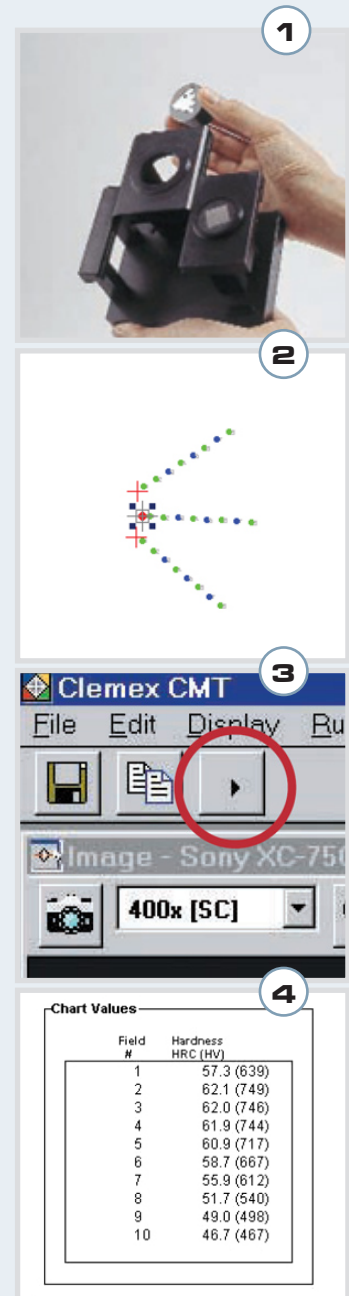 1
2
3
Clemex CMT
File Edit Display Ru
Image - Sony XC-75
400x [SC]
4
Chart Values
Field Hardness
# HRC (HV)
1 57.3 (639)
2 62.1 (749)
3 62.0 (746)
4 61.9 (744)
5 60.9 (717)
6 58.7 (667)
7 55.9 (612)
8 51.7 (540)
9 49.0 (498)
10 46.7 (467)